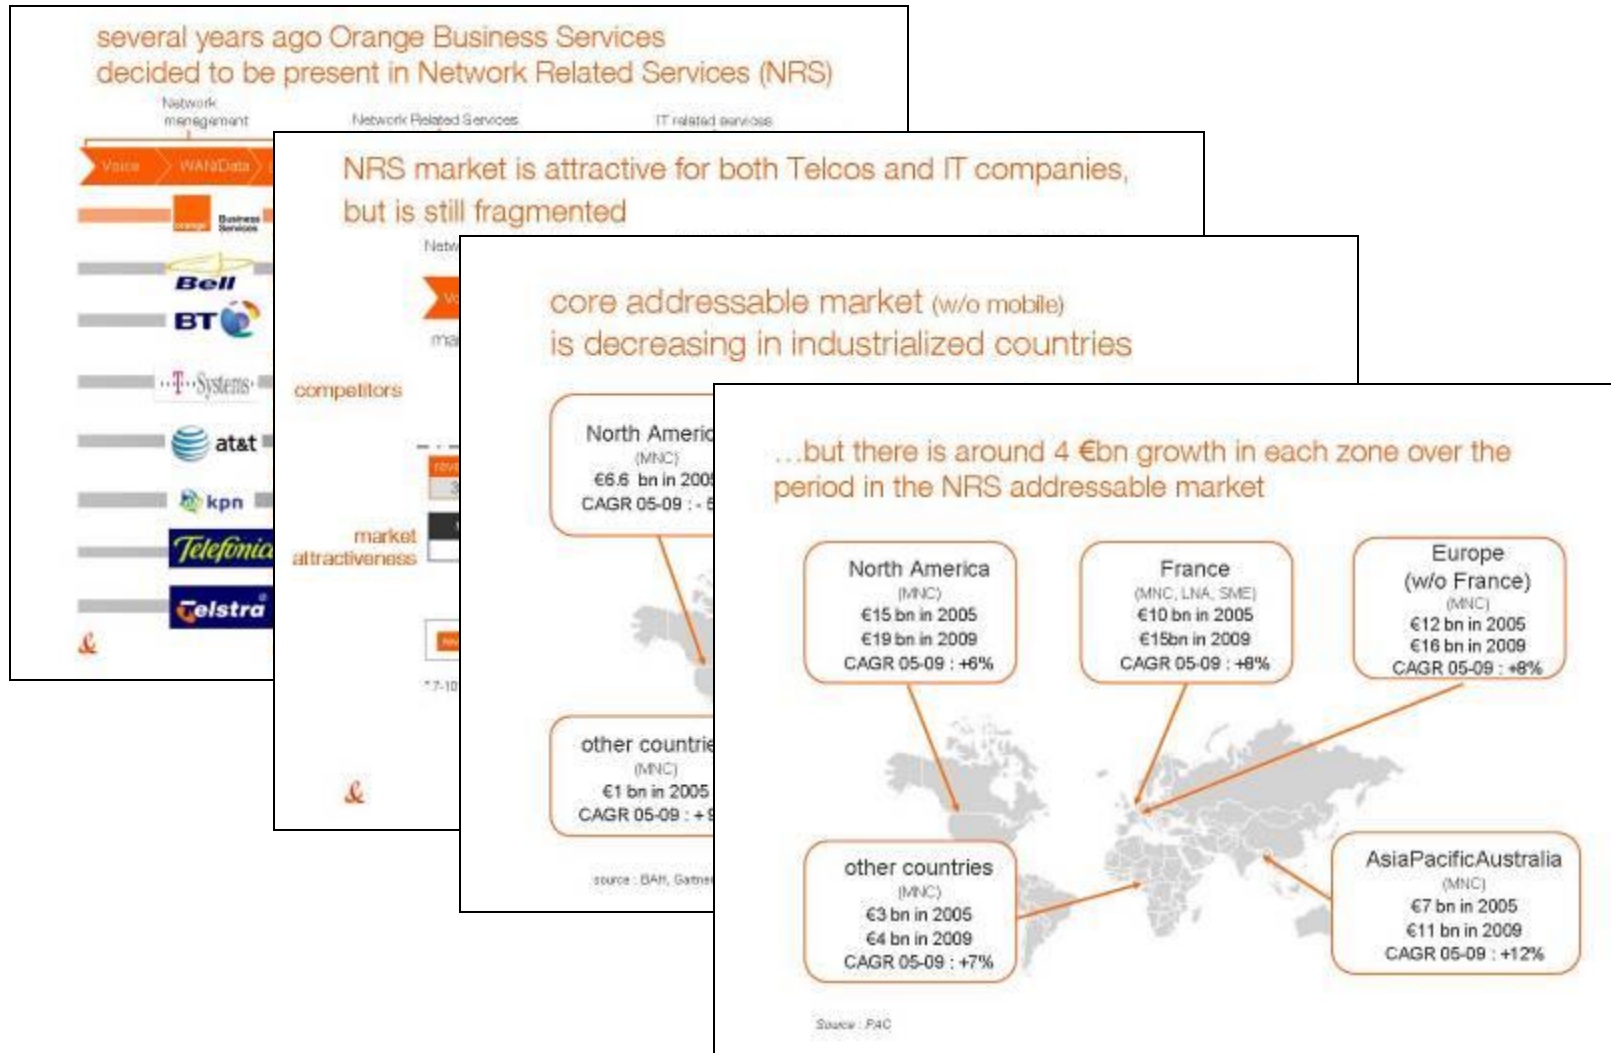 several years ago Orange Business Services
decided to be present in Network Related Services (NRS)
Network
management
Network Related Services
IT related services
Voice
WAN/Data
orange
Business
Services
Bell
BT
T Systems
at&t
kpn
Telefónica
Telstra
NRS market is attractive for both Telcos and IT companies,
but is still fragmented
Netw
Vo
competitors
market
attractiveness
core addressable market (w/o mobile)
is decreasing in industrialized countries
North Americ
(MNC)
€6.6 bn in 2005
CAGR 05-09 : - 5
other countrie
(MNC)
€1 bn in 2005
CAGR 05-09 : + 9
source : BAH, Gartner
...but there is around 4 €bn growth in each zone over the
period in the NRS addressable market
North America
(MNC)
€15 bn in 2005
€19 bn in 2009
CAGR 05-09 : +6%
France
(MNC, LNA, SME)
€10 bn in 2005
€15bn in 2009
CAGR 05-09 : +8%
Europe
(w/o France)
(MNC)
€12 bn in 2005
€16 bn in 2009
CAGR 05-09 : +8%
other countries
(MNC)
€3 bn in 2005
€4 bn in 2009
CAGR 05-09 : +7%
AsiaPacificAustralia
(MNC)
€7 bn in 2005
€11 bn in 2009
CAGR 05-09 : +12%
Source : PAC